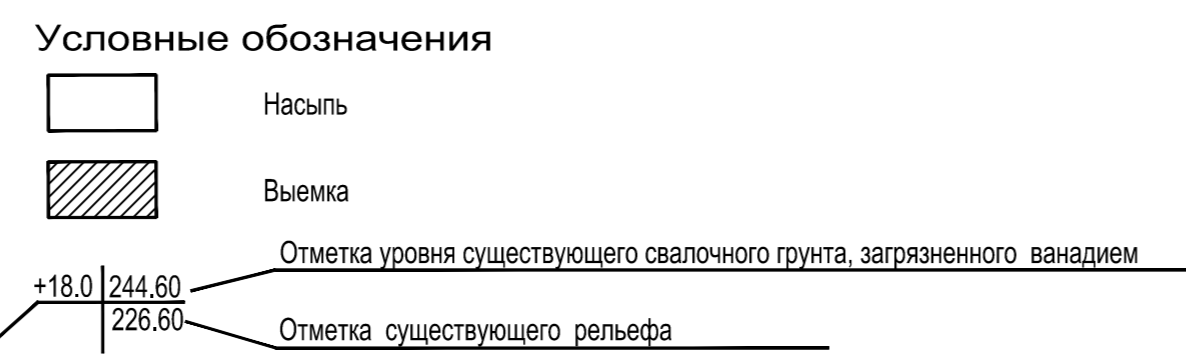 Условные обозначения
Насыпь
Выемка
Отметка уровня существующего свалочного грунта, загрязненного ванадием
+18.0 244.60
226.60
Отметка существующего рельефа